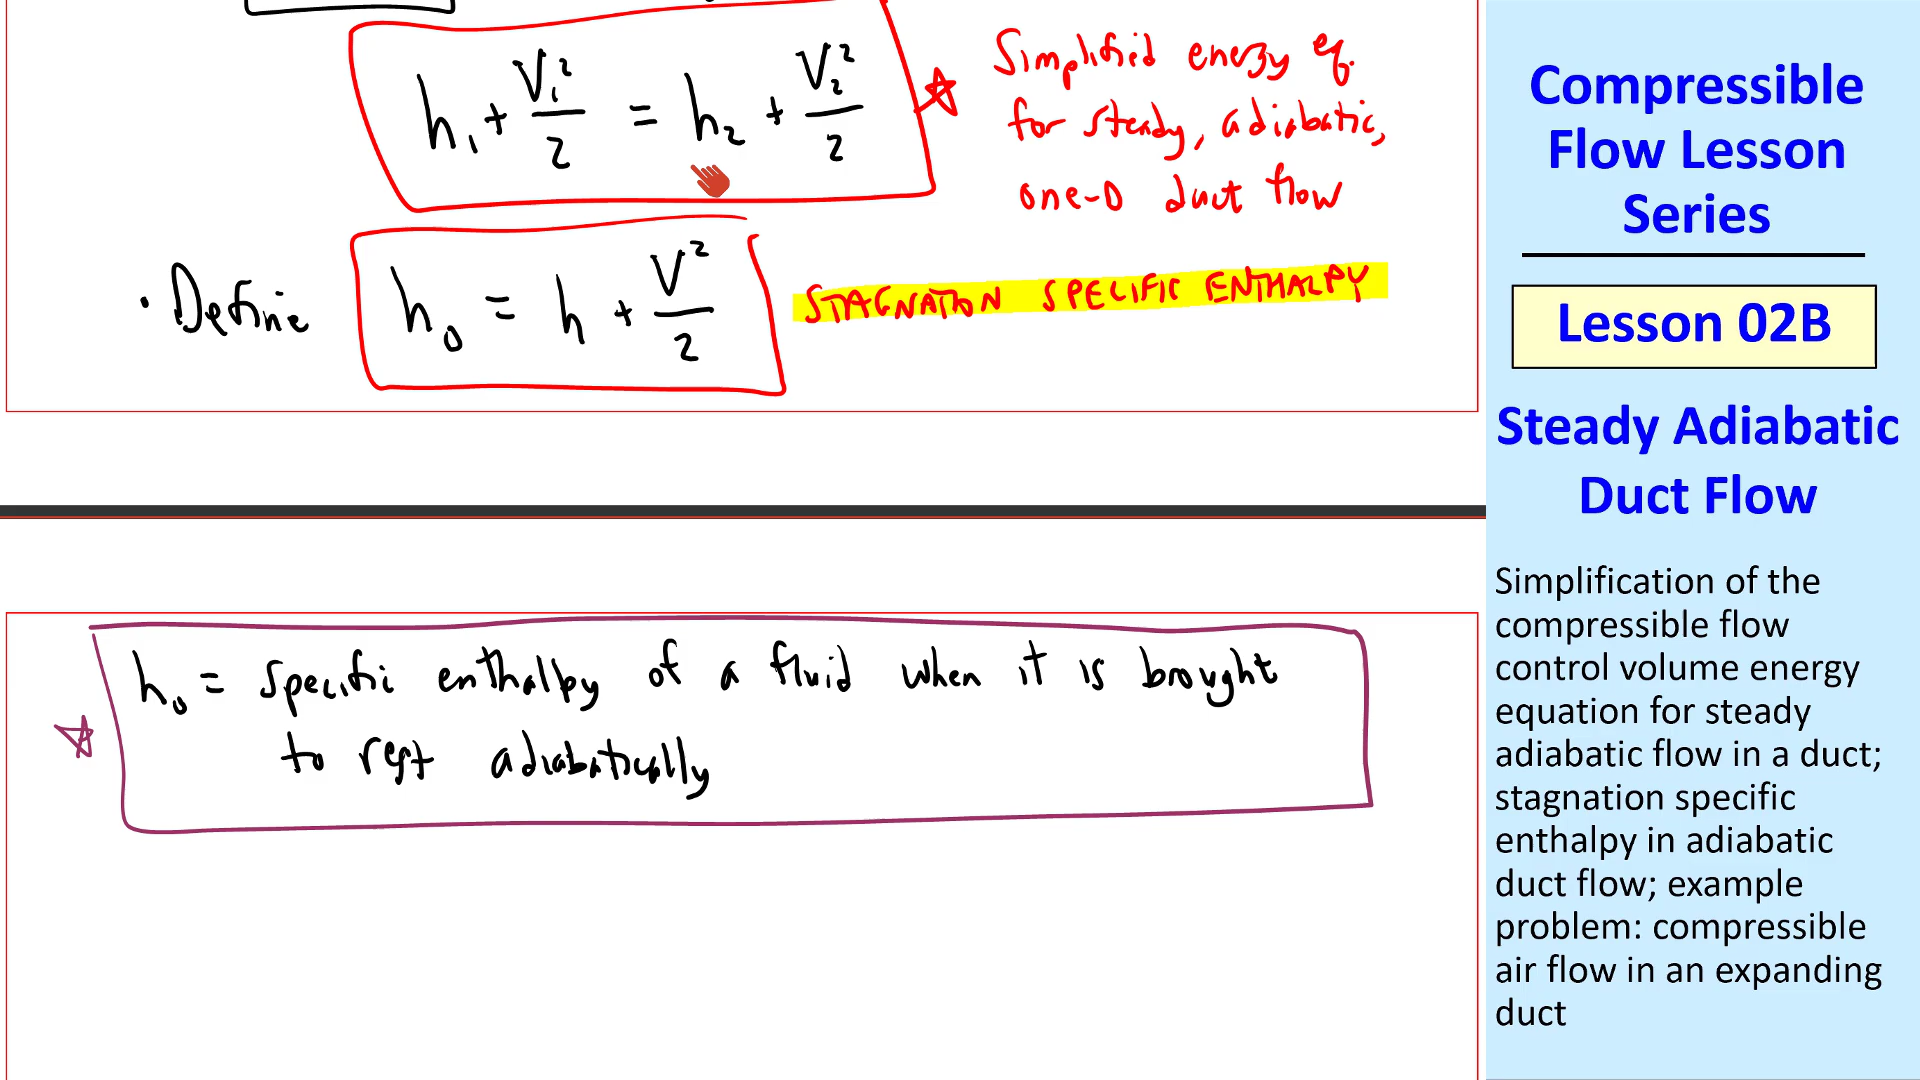 h₁ + V₁²/2 = h₂ + V₂²/2
Simplified energy eq.
for steady, adiabatic,
one-D duct flow
• Define h₀ = h + V²/2 STAGNATION SPECIFIC ENTHALPY
h₀ = specific enthalpy of a fluid when it is brought
to rest adiabatically
Compressible
Flow Lesson
Series
Lesson 02B
Steady Adiabatic
Duct Flow
Simplification of the
compressible flow
control volume energy
equation for steady
adiabatic flow in a duct;
stagnation specific
enthalpy in adiabatic
duct flow; example
problem: compressible
air flow in an expanding
duct